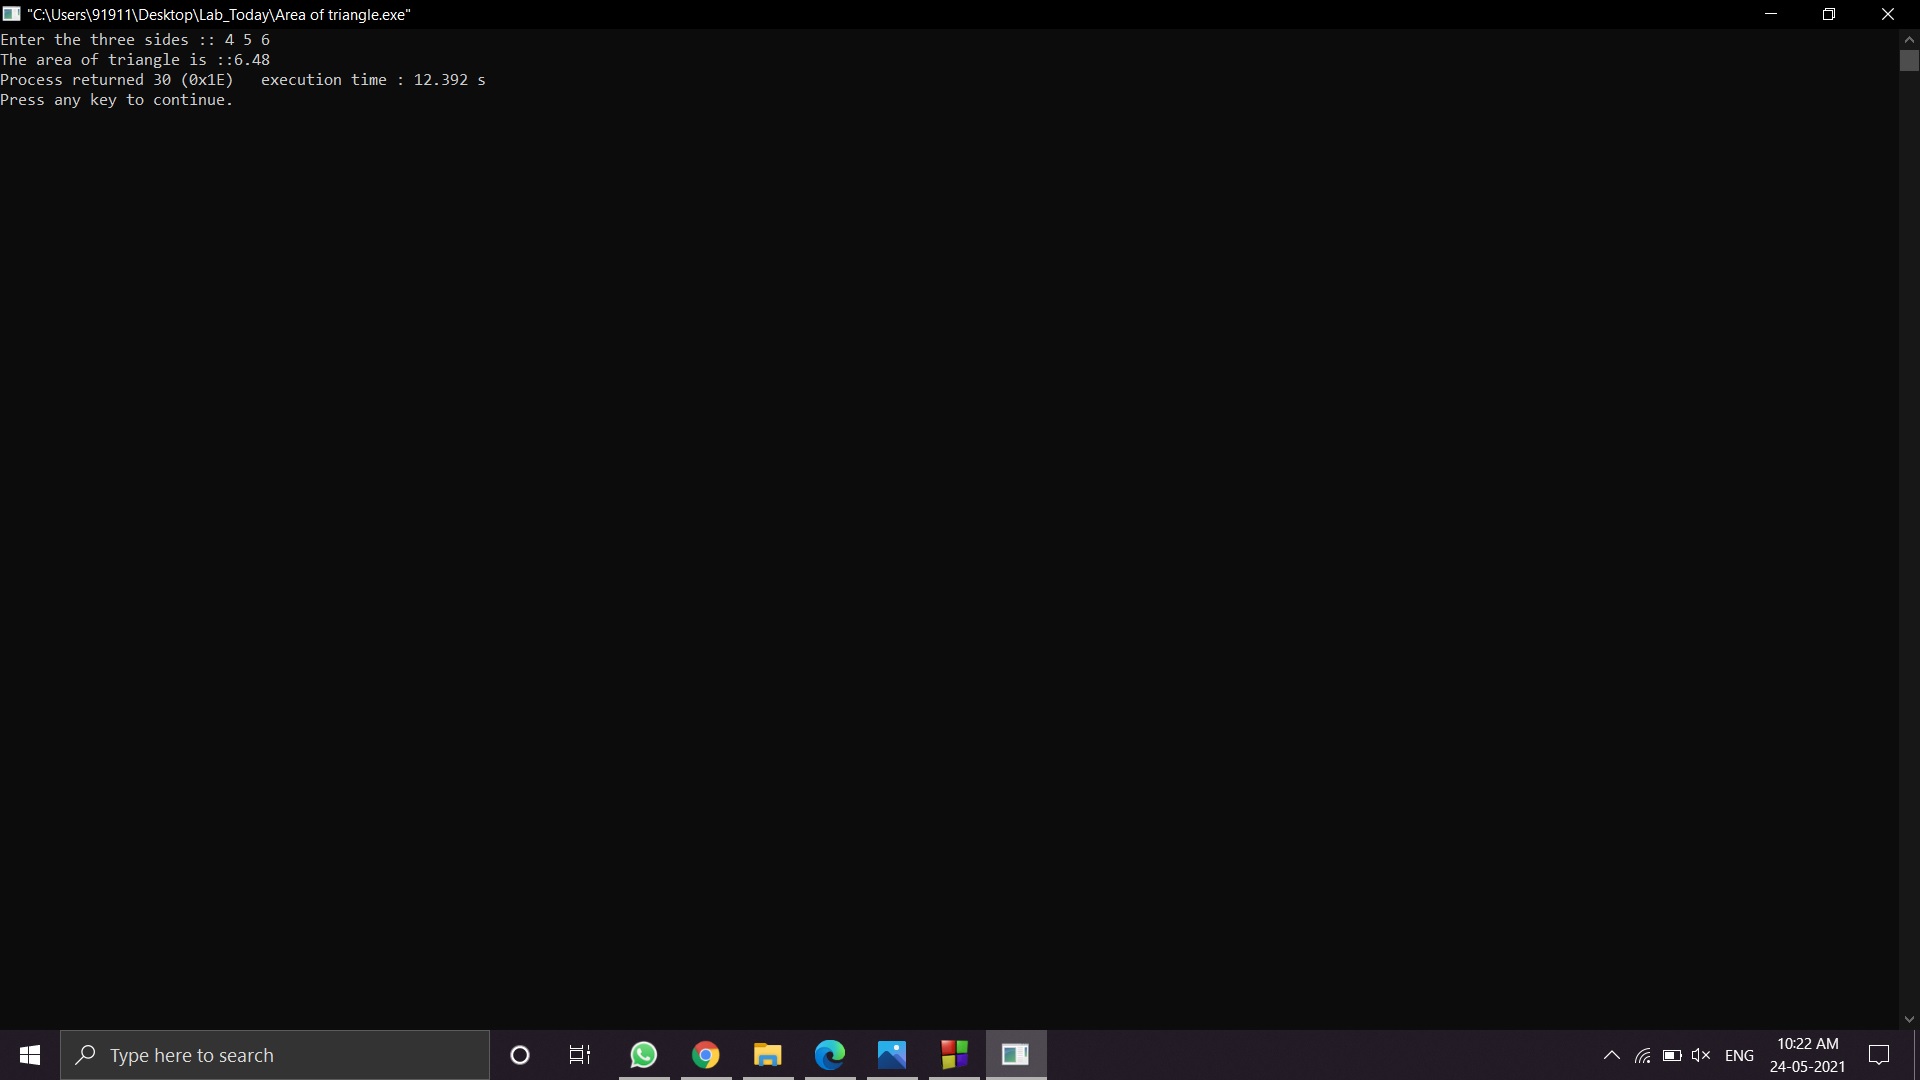 "C:\Users\91911\Desktop\Lab_Today\Area of triangle.exe"
Enter the three sides :: 4 5 6
The area of triangle is ::6.48
Process returned 30 (0x1E)   execution time : 12.392 s
Press any key to continue.
Type here to search
ENG
10:22 AM
24-05-2021